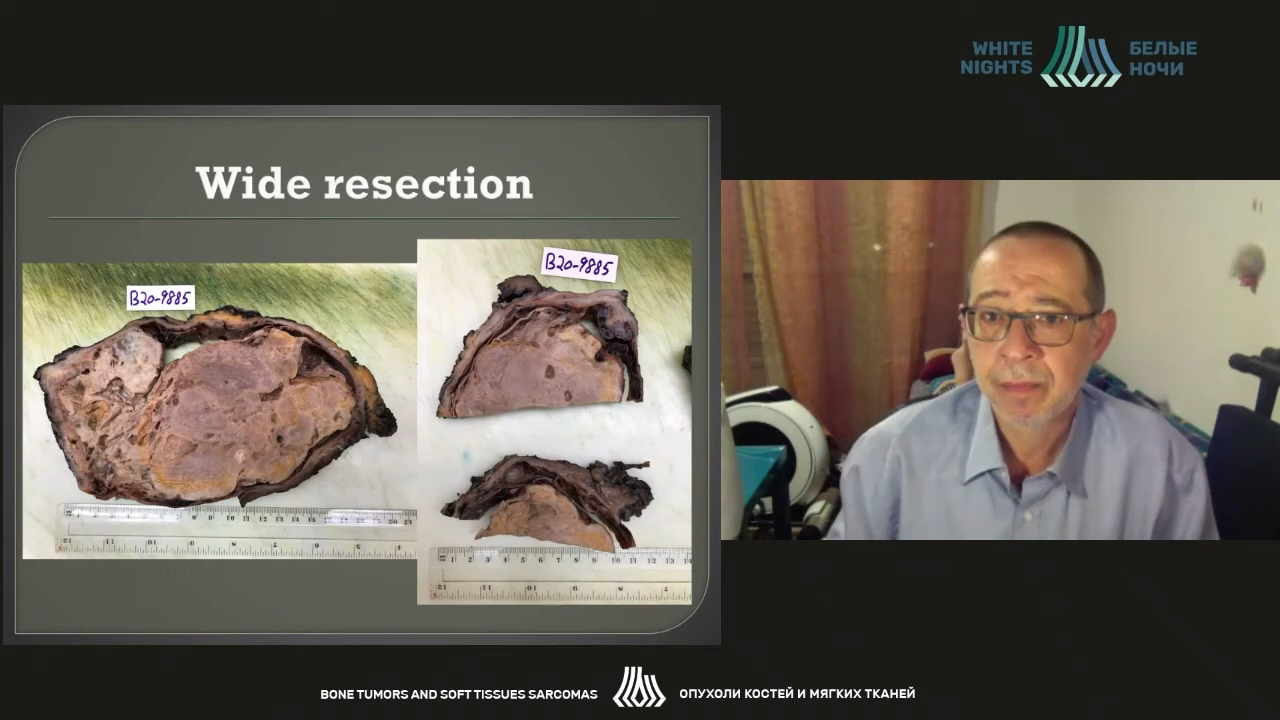 WHITE
NIGHTS
БЕЛЫЕ
НОЧИ
Wide resection
B20-9885
B20-9885
BONE TUMORS AND SOFT TISSUES SARCOMAS
ОПУХОЛИ КОСТЕЙ И МЯГКИХ ТКАНЕЙ